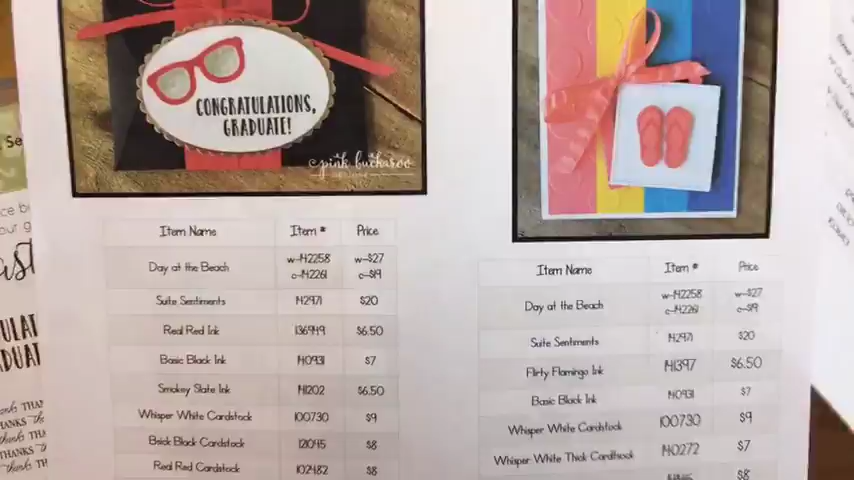 CONGRATULATIONS,
GRADUATE!
pink buckaroo
Item Name Item # Price
Day at the Beach w-142258 w-$27
c-142261 c-$19
Suite Sentiments 142971 $20
Real Red Ink 136949 $6.50
Basic Black Ink 140931 $7
Smokey Slate Ink 141202 $6.50
Whisper White Cardstock 100730 $9
Brick Black Cardstock 121045 $8
Real Red Cardstock 102482 $8
Item Name Item # Price
Day at the Beach w-142258 w-$27
c-142261 c-$19
Suite Sentiments 142971 $20
Flirty Flamingo Ink 141397 $6.50
Basic Black Ink 140931 $7
Whisper White Cardstock 100730 $9
Whisper White Thick Cardstock 140272 $7
$8